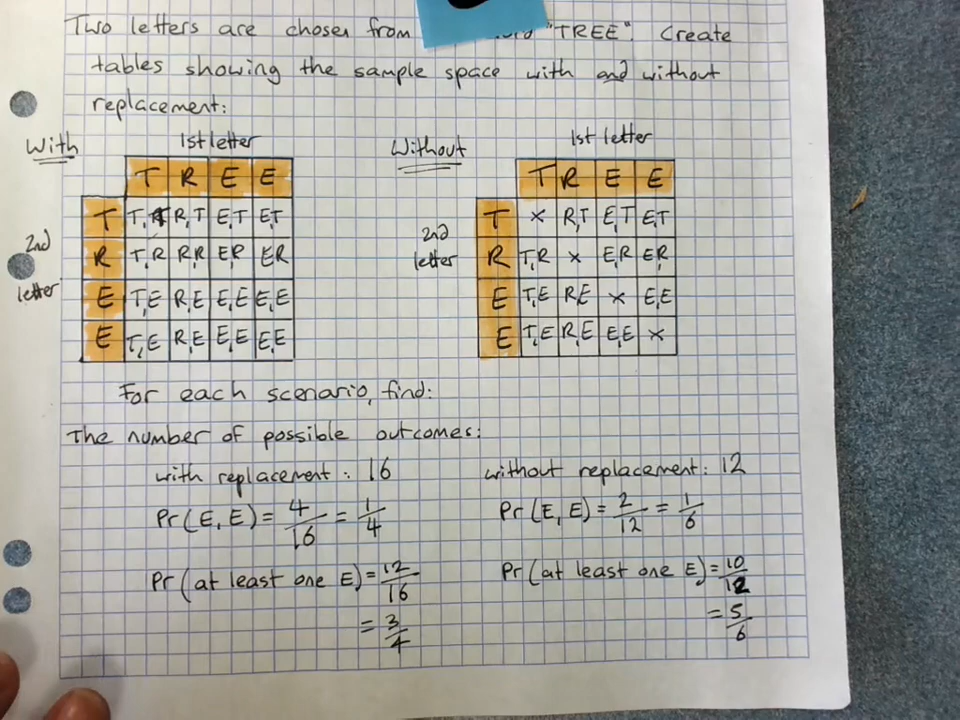 Two letters are chosen from "TREE". Create
tables showing the sample space with and without
replacement:
With
1st letter
T R E E
2nd letter
T T,T R,T E,T E,T
R T,R R,R E,R E,R
E T,E R,E E,E E,E
E T,E R,E E,E E,E
Without
1st letter
T R E E
2nd letter
T × R,T E,T E,T
R T,R × E,R E,R
E T,E R,E × E,E
E T,E R,E E,E ×
For each scenario, find:
The number of possible outcomes:
with replacement: 16
without replacement: 12
Pr(E, E) = 4/16 = 1/4
Pr(E, E) = 2/12 = 1/6
Pr(at least one E) = 12/16
= 3/4
Pr(at least one E) = 10/12
= 5/6